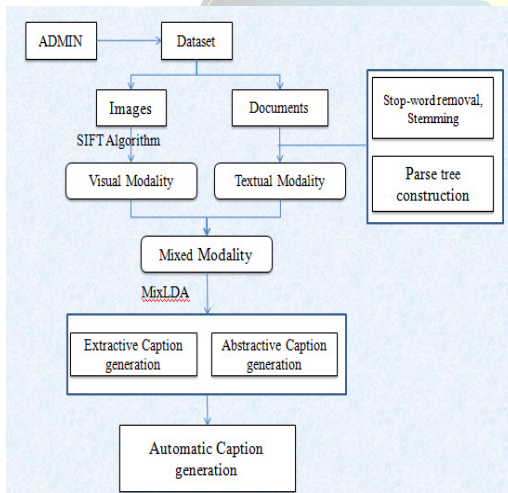 ADMIN
Dataset
Images
Documents
Stop-word removal,
Stemming
SIFT Algorithm
Visual Modality
Textual Modality
Parse tree
construction
Mixed Modality
MixLDA
Extractive Caption
generation
Abstractive Caption
generation
Automatic Caption
generation